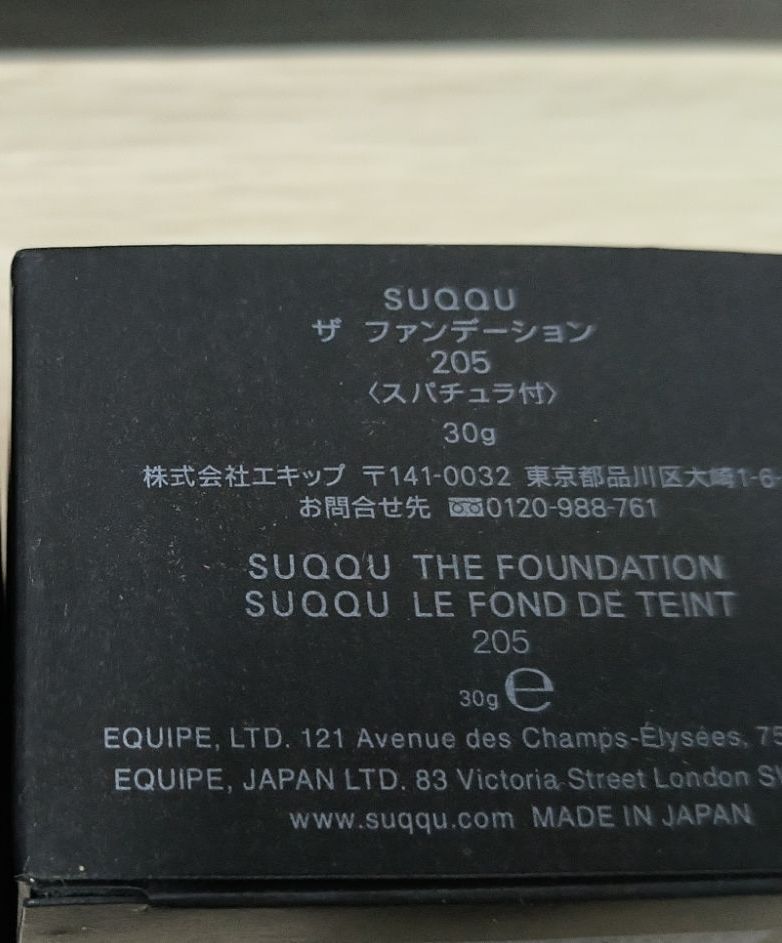 SUQQU
ザ ファンデーション
205
〈スパチュラ付〉
30g
株式会社エキップ 〒141-0032 東京都品川区大崎1-6-
お問合せ先 0120-988-761
SUQQU THE FOUNDATION
SUQQU LE FOND DE TEINT
205
30g ℮
EQUIPE, LTD. 121 Avenue des Champs-Élysées, 75
EQUIPE, JAPAN LTD. 83 Victoria Street London
www.suqqu.com MADE IN JAPAN